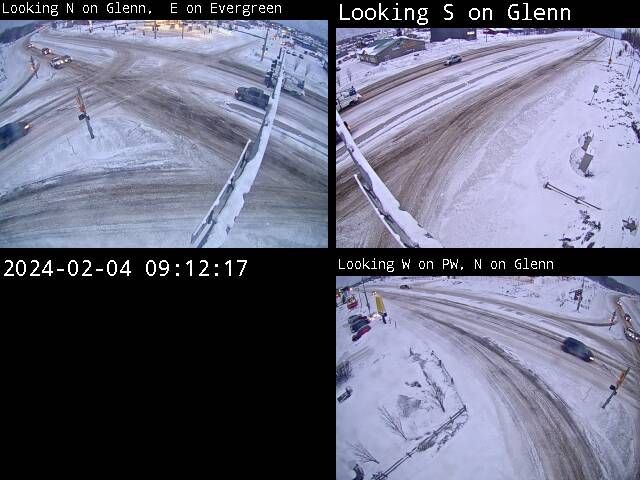 Looking N on Glenn,  E on Evergreen
Looking S on Glenn
2024-02-04 09:12:17
Looking W on PW, N on Glenn